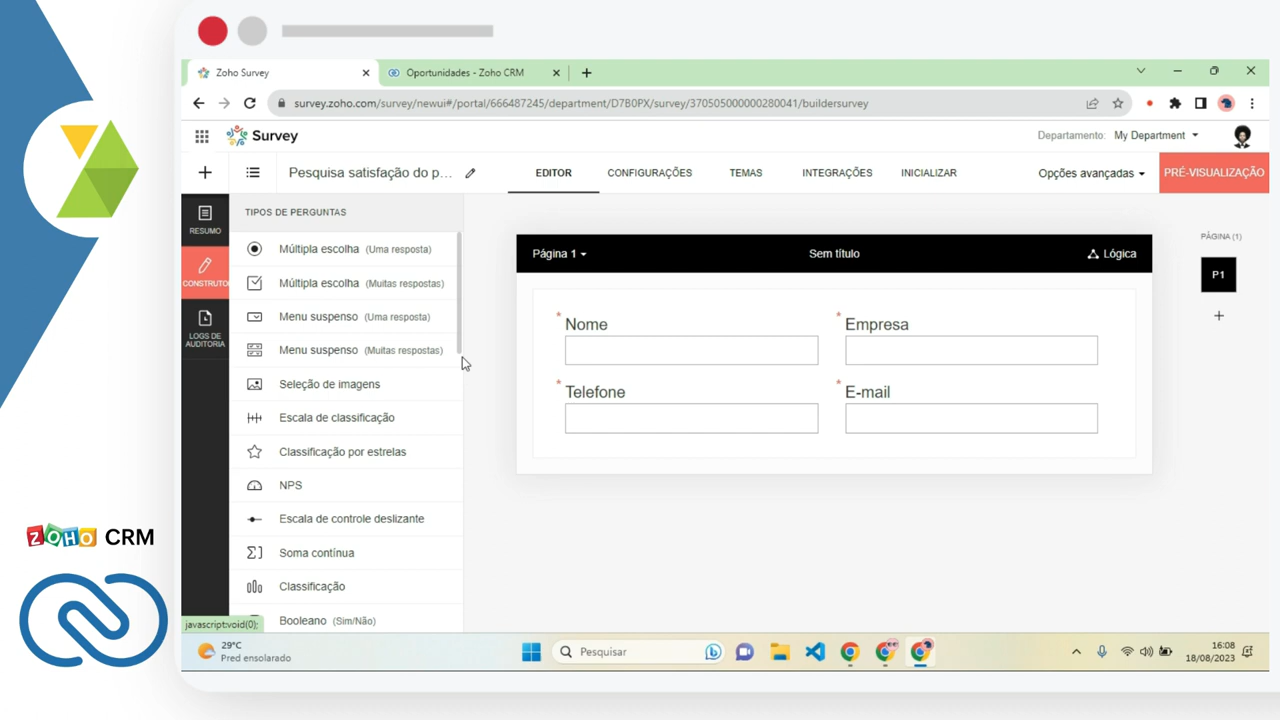 Zoho Survey
Oportunidades - Zoho CRM
survey.zoho.com/survey/newui#/portal/666487245/department/D7B0PX/survey/370505000000280041/buildersurvey
Survey
Departamento: My Department
Pesquisa satisfação do p...
EDITOR
CONFIGURAÇÕES
TEMAS
INTEGRAÇÕES
INICIALIZAR
Opções avançadas
PRÉ-VISUALIZAÇÃO
RESUMO
CONSTRUTO
LOGS DE
AUDITORIA
TIPOS DE PERGUNTAS
Múltipla escolha (Uma resposta)
Múltipla escolha (Muitas respostas)
Menu suspenso (Uma resposta)
Menu suspenso (Muitas respostas)
Seleção de imagens
Escala de classificação
Classificação por estrelas
NPS
Escala de controle deslizante
Soma contínua
Classificação
Booleano (Sim/Não)
Página 1
Sem título
Lógica
* Nome
* Empresa
* Telefone
* E-mail
PÁGINA (1)
P1
javascript:void(0);
ZOHO CRM
29°C
Pred ensolarado
Pesquisar
16:08
18/08/2023